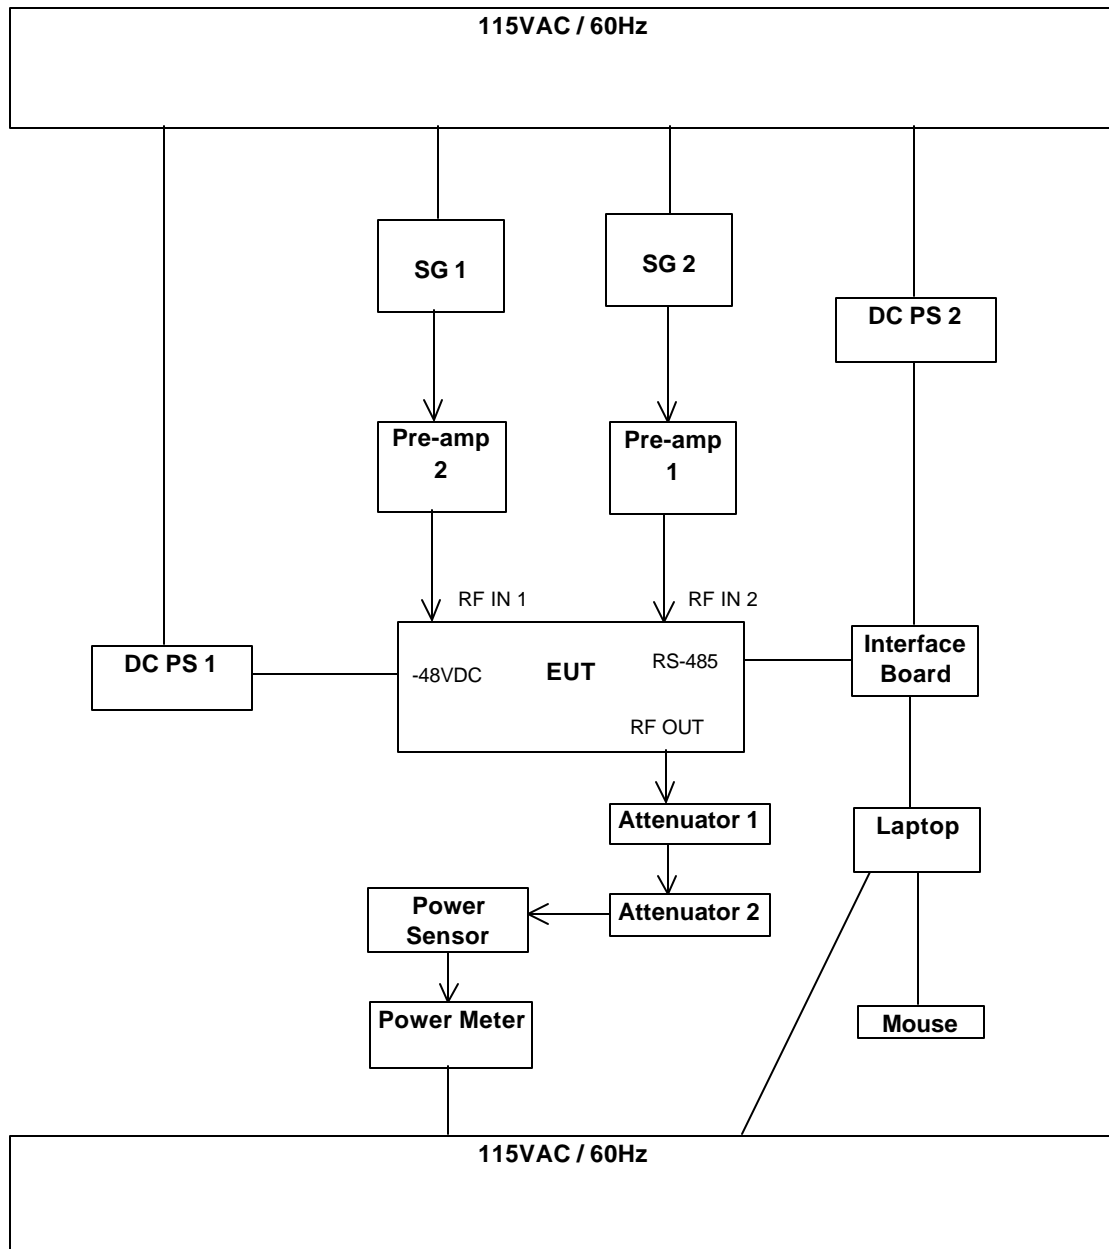 115VAC / 60Hz
SG 1
SG 2
DC PS 2
Pre-amp
2
Pre-amp
1
RF IN 1
RF IN 2
DC PS 1
-48VDC
EUT
RS-485
RF OUT
Interface
Board
Attenuator 1
Laptop
Attenuator 2
Power
Sensor
Power Meter
Mouse
115VAC / 60Hz